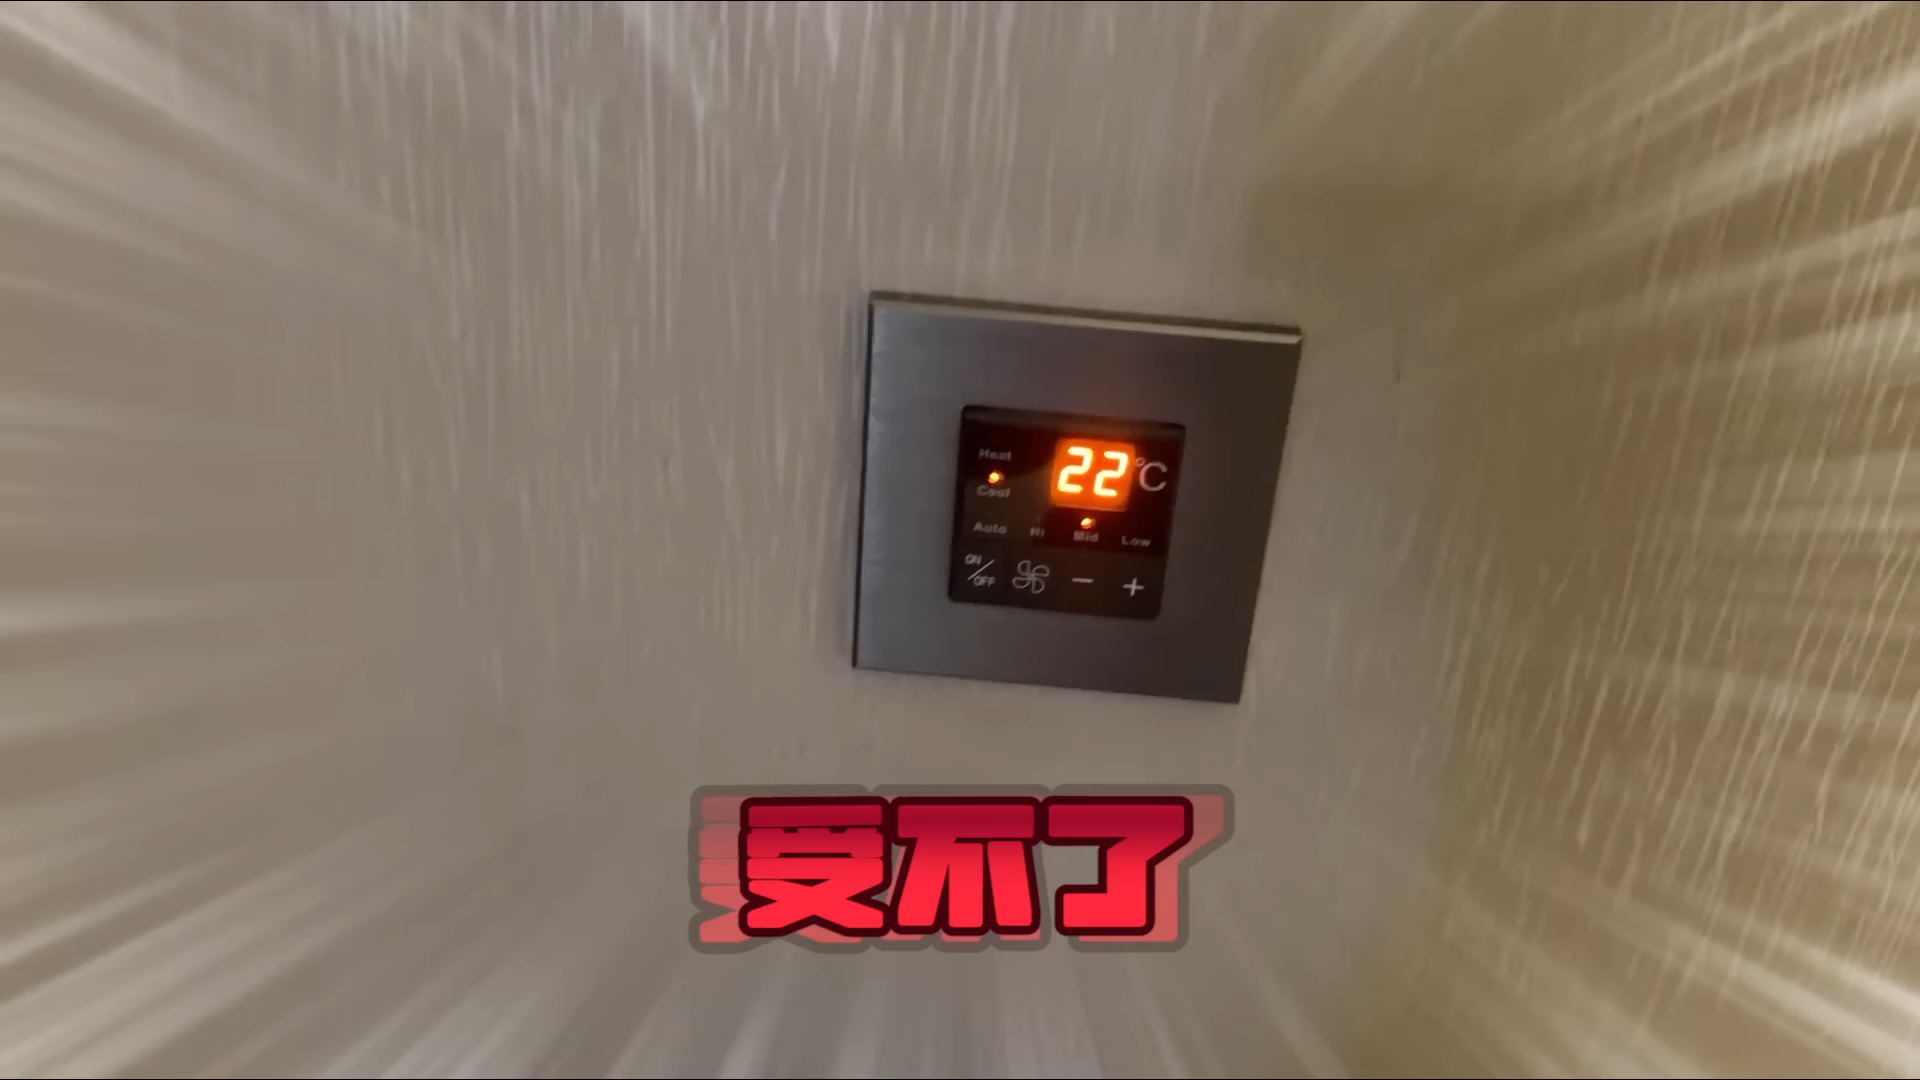 Heat
22°C
Cool
Auto Hi Mid Low
ON/OFF - +
受不了